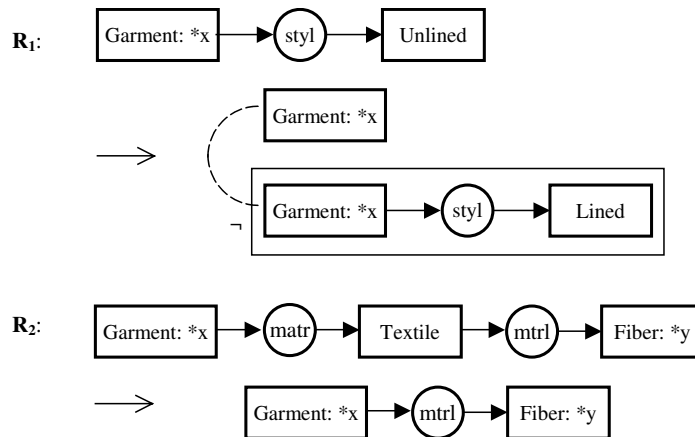 R1: Garment: *x styl Unlined
Garment: *x
¬ Garment: *x styl Lined
R2: Garment: *x matr Textile mtrl Fiber: *y
Garment: *x mtrl Fiber: *y